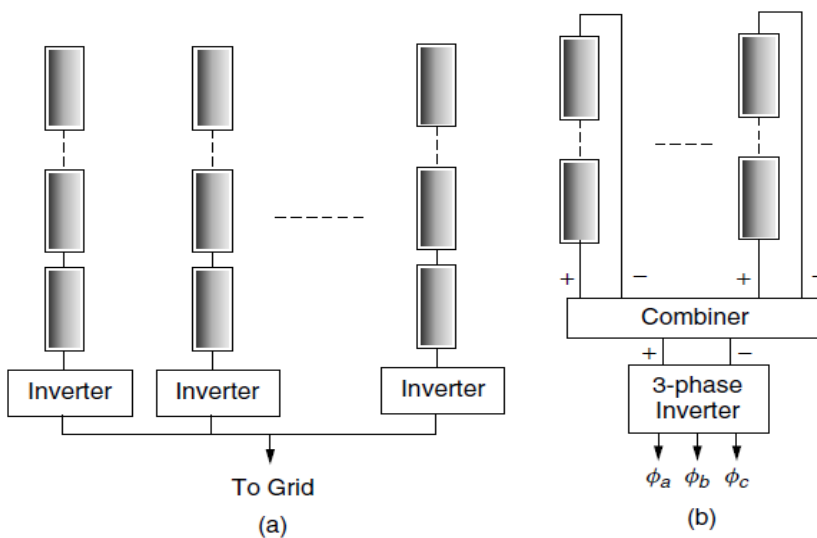 + − + −
Combiner
+ −
Inverter Inverter Inverter
3-phase
Inverter
To Grid
ϕa ϕb ϕc
(a)
(b)